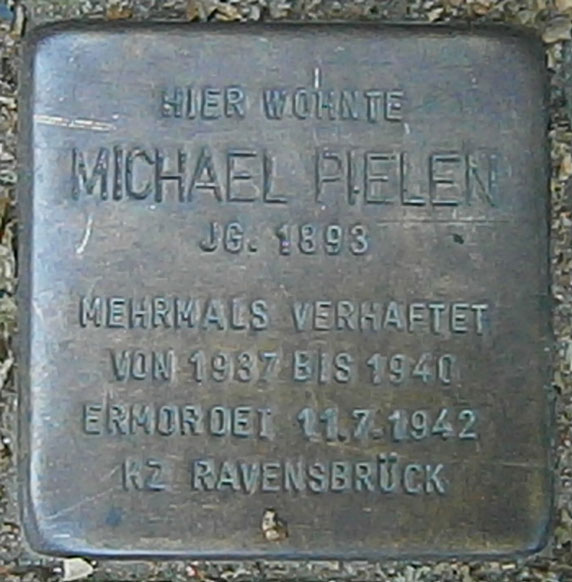 HIER WOHNTE
MICHAEL PIELEN
JG. 1893
MEHRMALS VERHAFTET
VON 1937 BIS 1940
ERMORDET 11.7.1942
KZ RAVENSBRÜCK